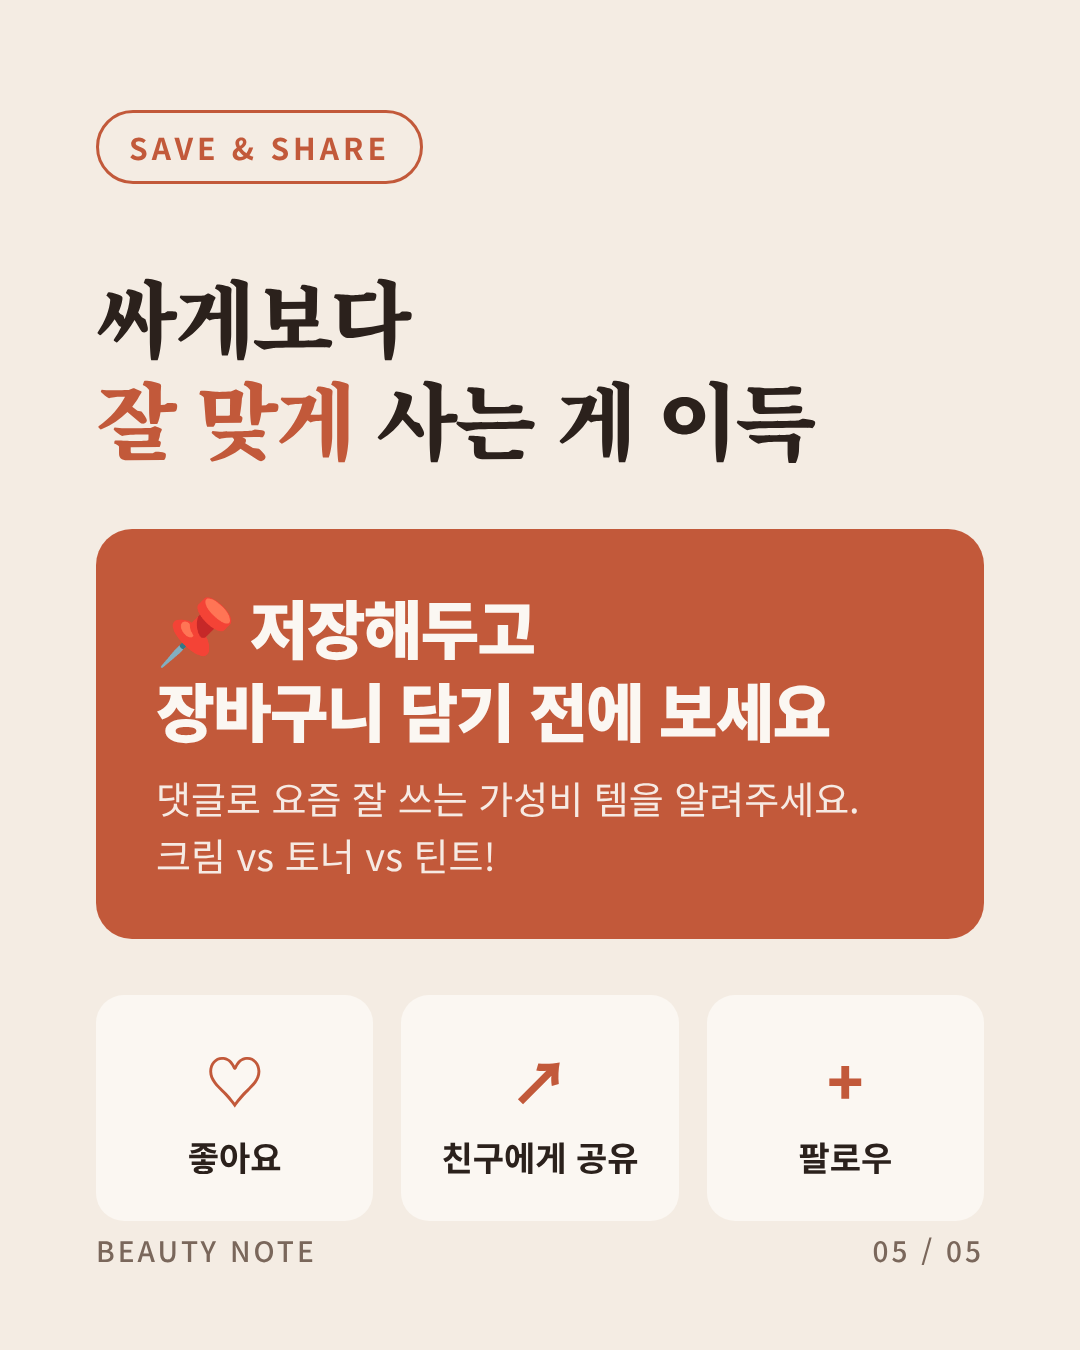 SAVE & SHARE
싸게보다
잘 맞게 사는 게 이득
📌 저장해두고
장바구니 담기 전에 보세요
댓글로 요즘 잘 쓰는 가성비 템을 알려주세요.
크림 vs 토너 vs 틴트!
♡ ↗ +
좋아요 친구에게 공유 팔로우
BEAUTY NOTE 05 / 05